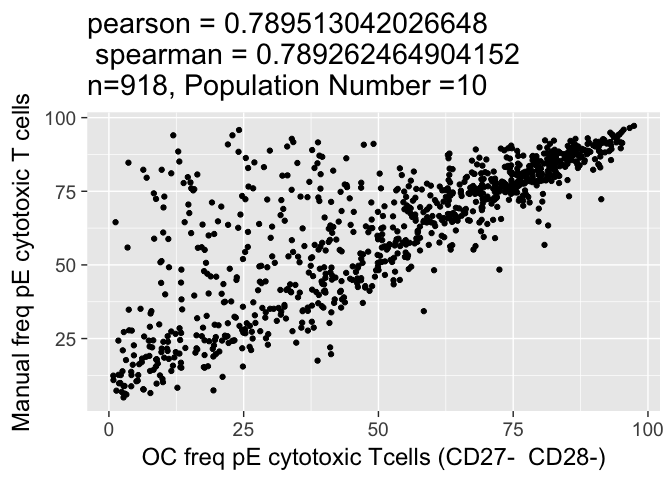 pearson = 0.789513042026648
spearman = 0.789262464904152
n=918, Population Number =10
Manual freq pE cytotoxic T cells
100
75
50
25
0 25 50 75 100
OC freq pE cytotoxic Tcells (CD27-  CD28-)